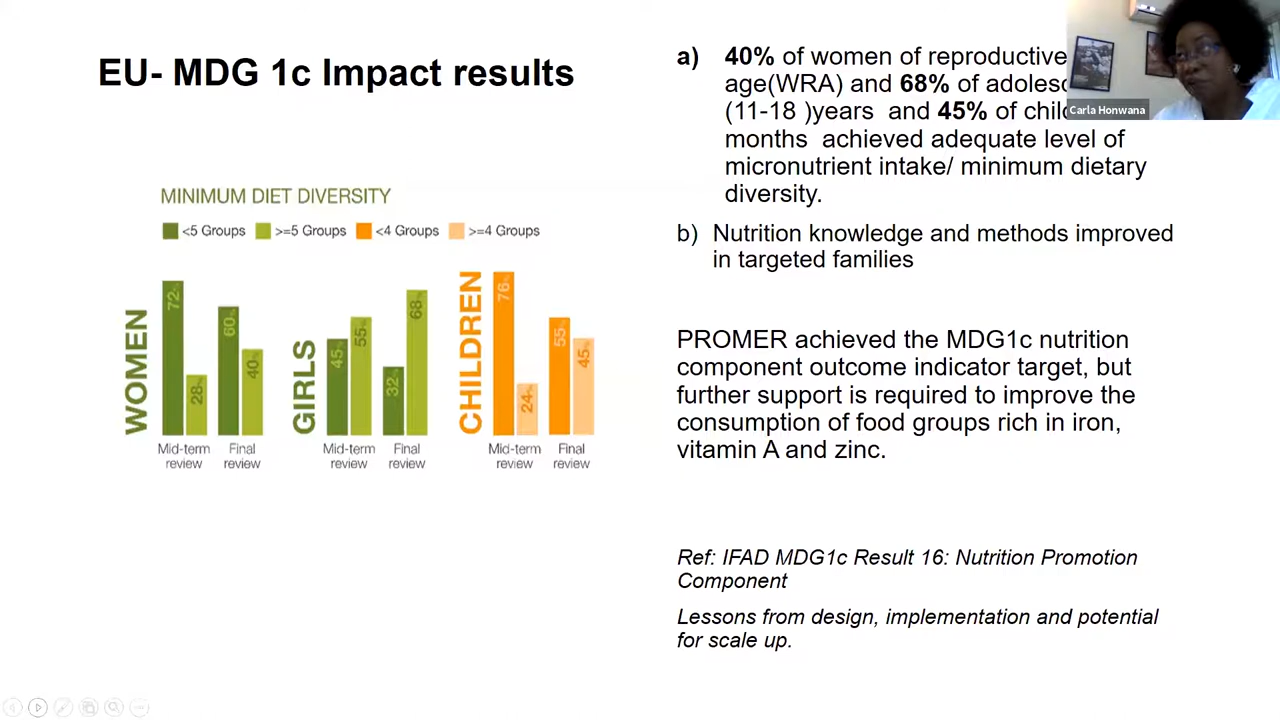 EU- MDG 1c Impact results
MINIMUM DIET DIVERSITY
<5 Groups >=5 Groups <4 Groups >=4 Groups
WOMEN
72%
28%
60%
40%
Mid-term Final
review review
GIRLS
45%
55%
32%
68%
Mid-term Final
review review
CHILDREN
76%
24%
55%
45%
Mid-term Final
review review
a) 40% of women of reproductive
age(WRA) and 68% of
(11-18 )years and 45% of
months achieved adequate level of
micronutrient intake/ minimum dietary
diversity.
b) Nutrition knowledge and methods improved
in targeted families
PROMER achieved the MDG1c nutrition
component outcome indicator target, but
further support is required to improve the
consumption of food groups rich in iron,
vitamin A and zinc.
Ref: IFAD MDG1c Result 16: Nutrition Promotion
Component
Lessons from design, implementation and potential
for scale up.
Carla Honwana